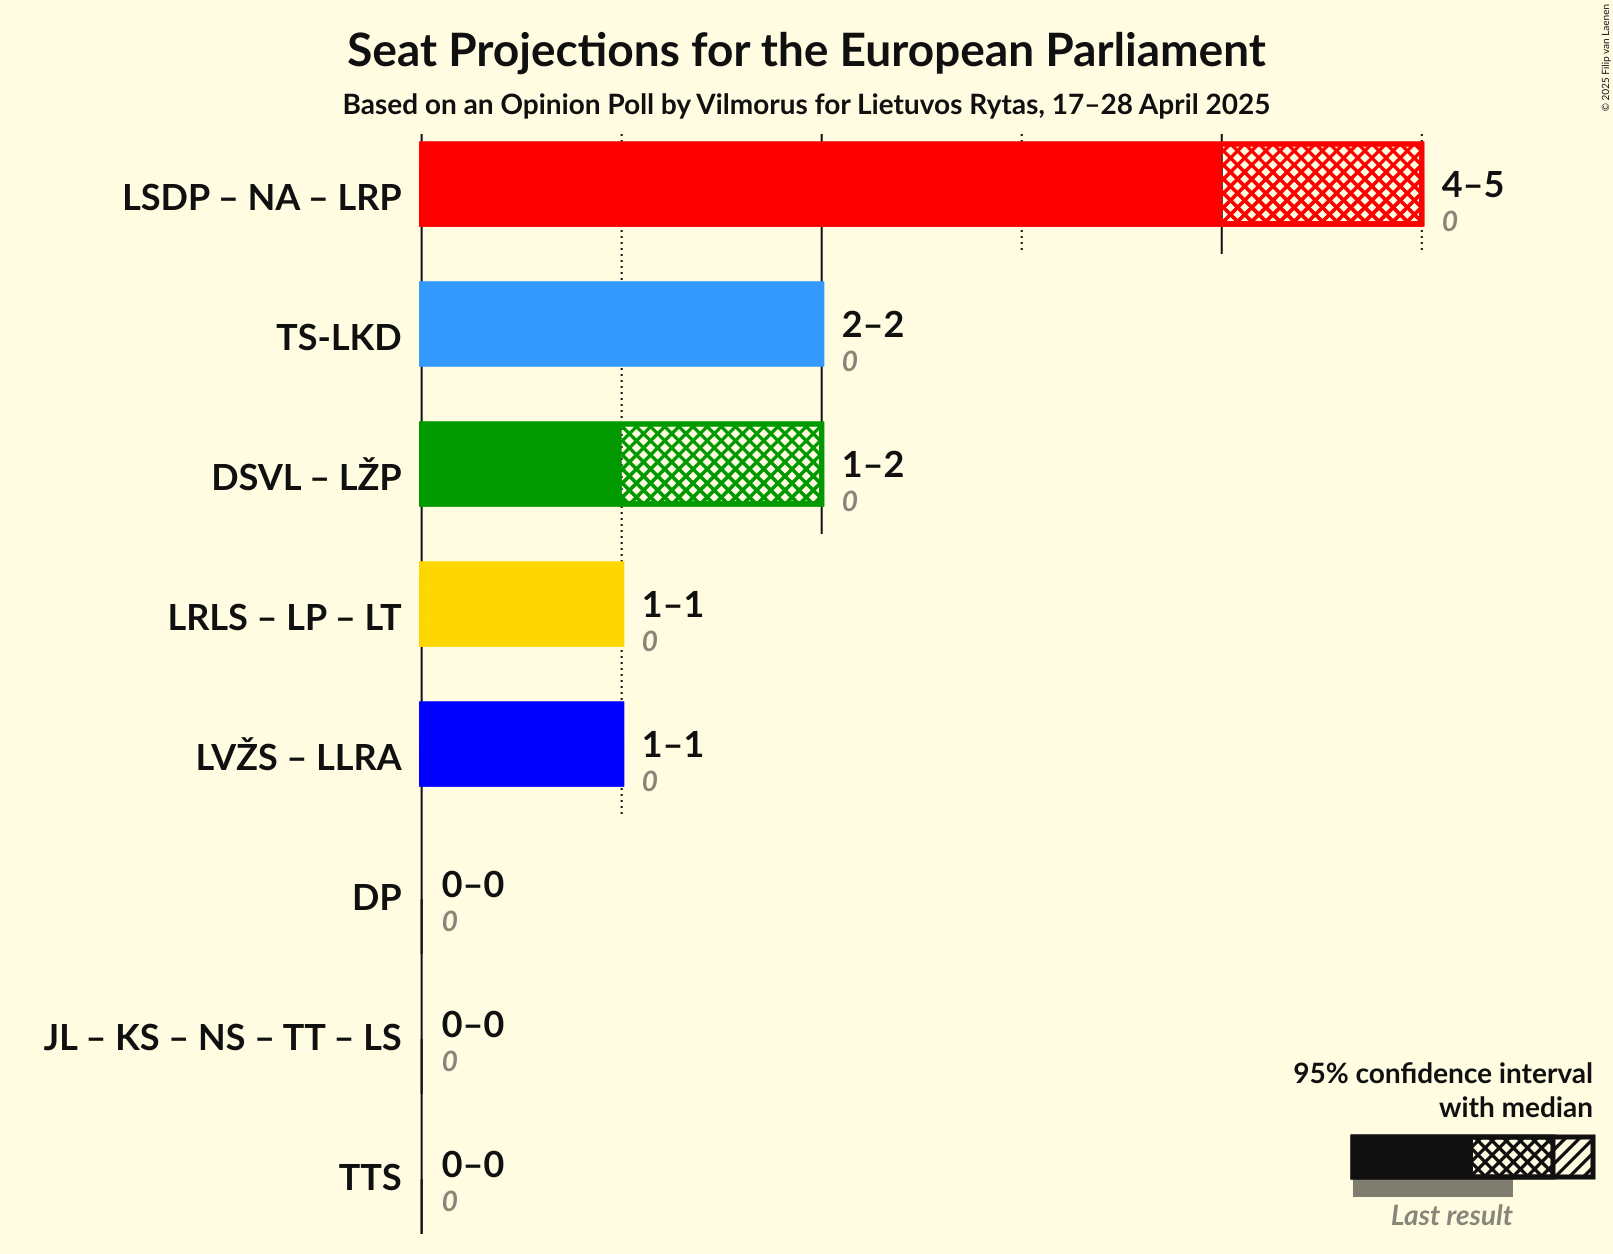 Seat Projections for the European Parliament
Based on an Opinion Poll by Vilmorus for Lietuvos Rytas, 17–28 April 2025
© 2025 Filip van Laenen
LSDP – NA – LRP
4–5
0
TS-LKD
2–2
0
DSVL – LŽP
1–2
0
LRLS – LP – LT
1–1
0
LVŽS – LLRA
1–1
0
DP
0–0
0
JL – KS – NS – TT – LS
0–0
0
TTS
0–0
0
95% confidence interval
with median
Last result